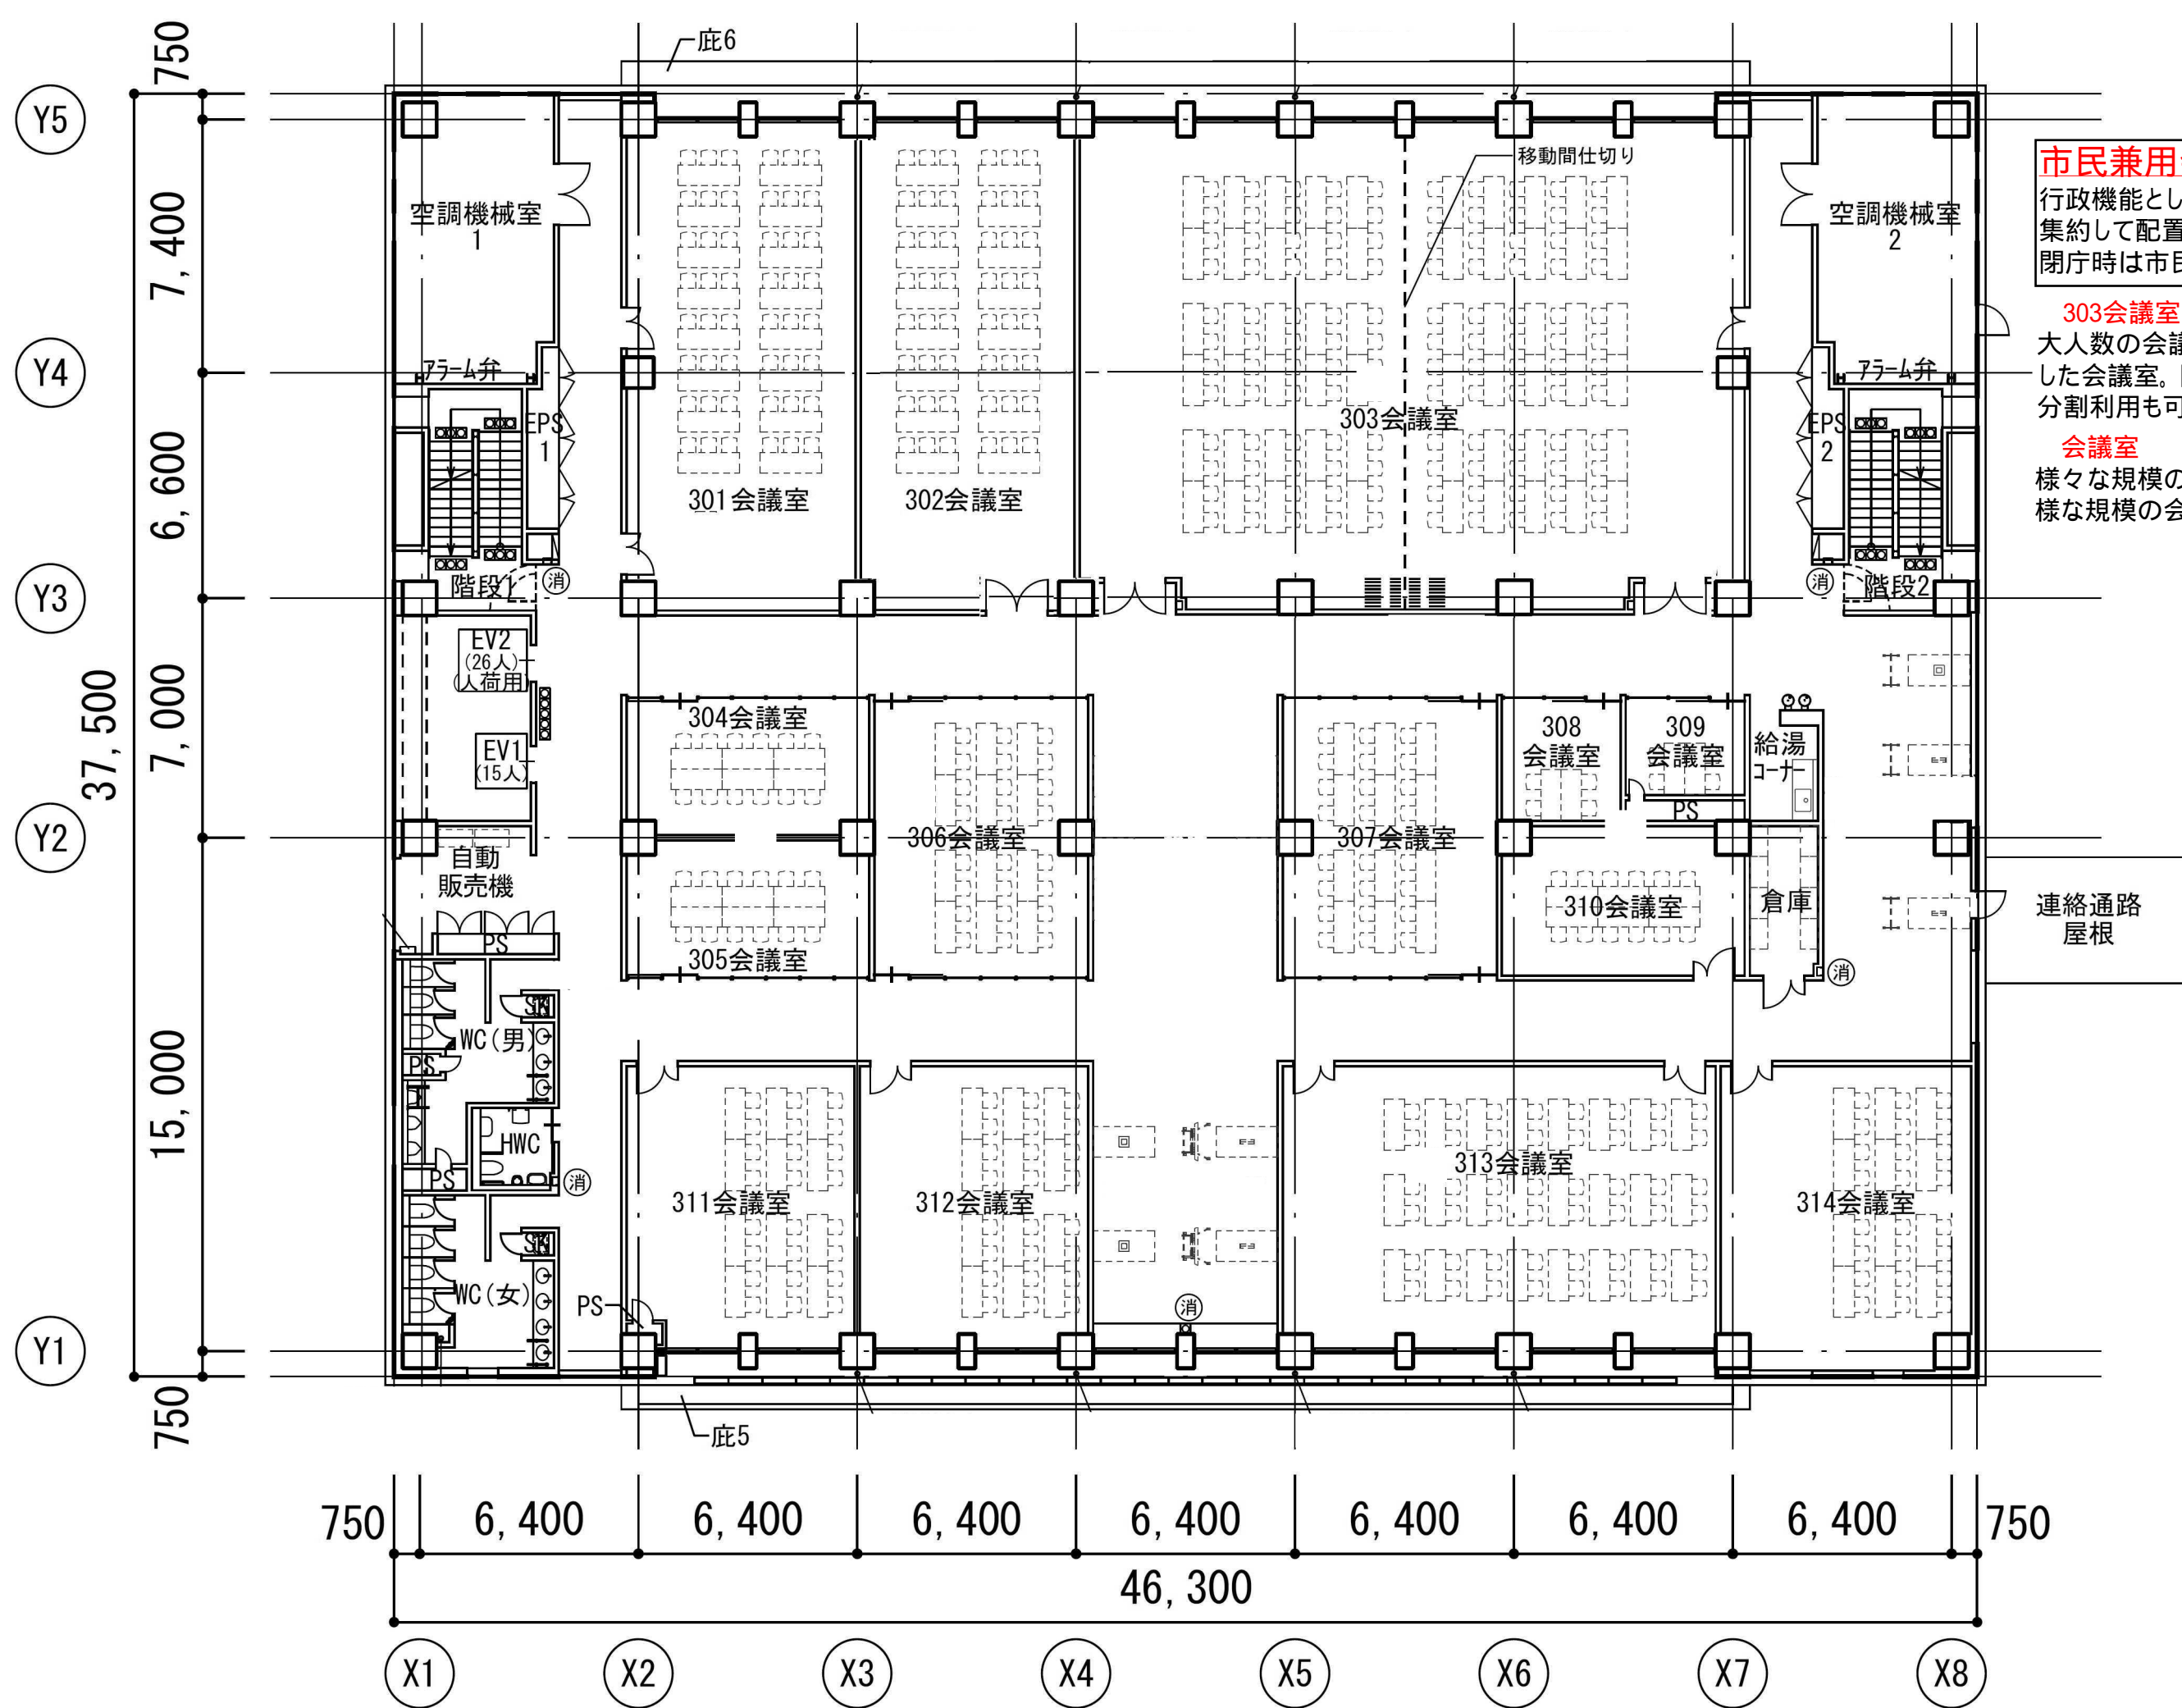 庇6
750
Y5
7,400
Y4
6,600
Y3
37,500
7,000
Y2
15,000
Y1
750
空調機械室
1
アラーム弁
EPS
1
階段1
消
301会議室
302会議室
移動間仕切り
303会議室
空調機械室
2
アラーム弁
EPS
2
階段2
消
市民兼用
行政機能とし
集約して配置
閉庁時は市民
303会議室
大人数の会議
した会議室。
分割利用も可
会議室
様々な規模の
様な規模の会
EV2
(26人)
(人荷用)
EV1
(15人)
304会議室
305会議室
306会議室
307会議室
308
会議室
309
会議室
給湯
コーナー
PS
310会議室
倉庫
消
連絡通路
屋根
自動
販売機
PS
SK
WC(男)
PS
HWC
PS
消
SK
WC(女)
PS
311会議室
312会議室
消
313会議室
314会議室
庇5
750
6,400
6,400
6,400
6,400
6,400
6,400
6,400
750
46,300
X1
X2
X3
X4
X5
X6
X7
X8